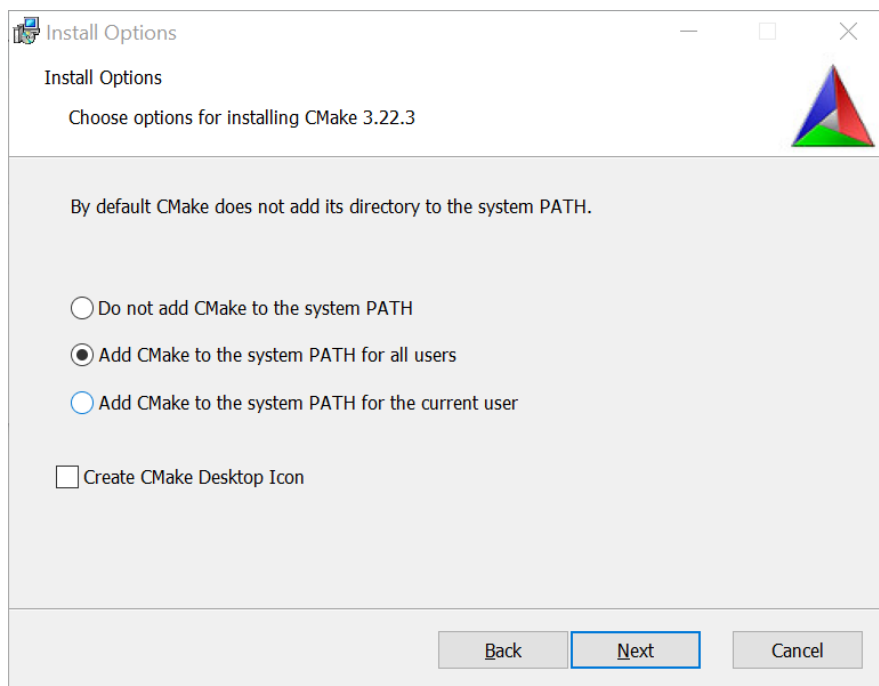 Install Options
Install Options
Choose options for installing CMake 3.22.3
By default CMake does not add its directory to the system PATH.
Do not add CMake to the system PATH
Add CMake to the system PATH for all users
Add CMake to the system PATH for the current user
Create CMake Desktop Icon
Back Next Cancel